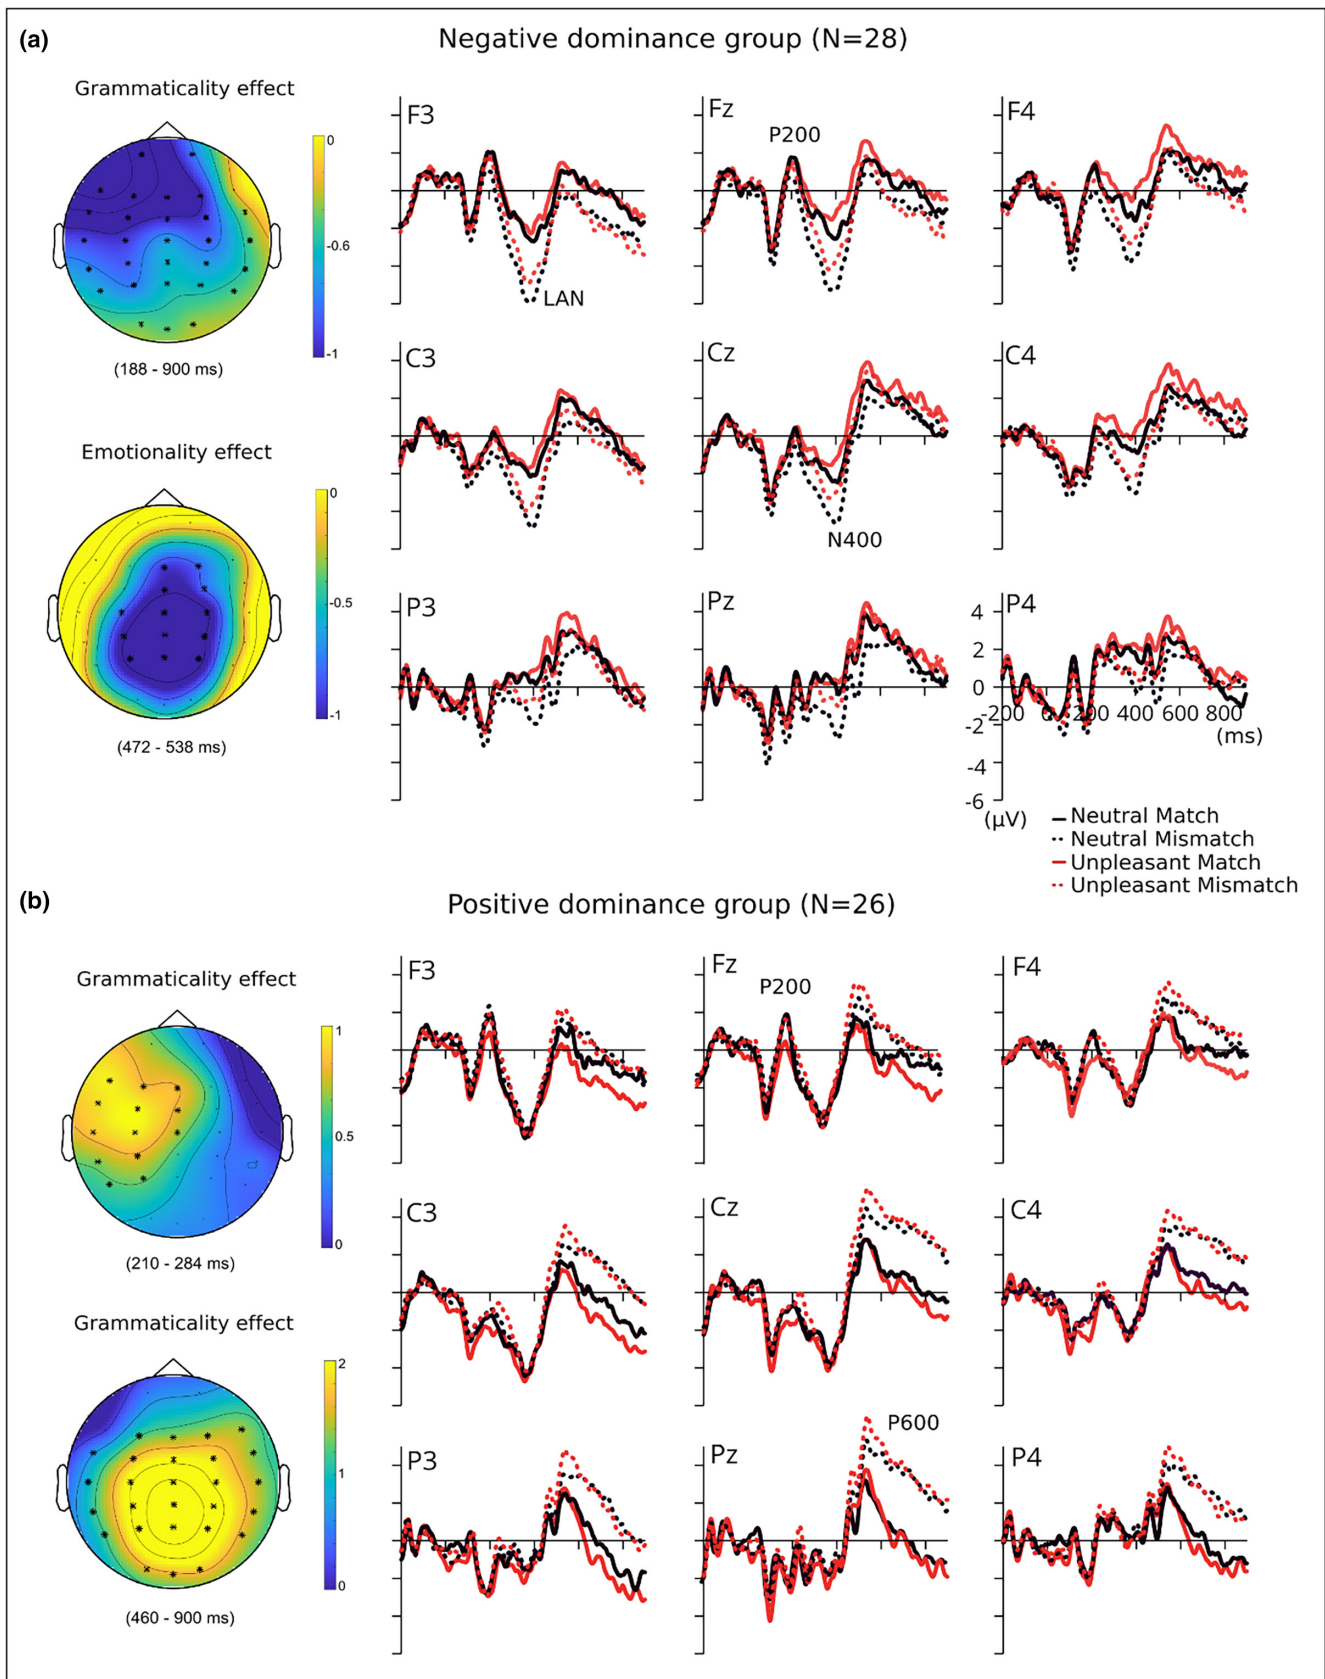 (a)
Negative dominance group (N=28)
Grammaticality effect
0
-0.6
-1
(188 - 900 ms)
Emotionality effect
0
-0.5
-1
(472 - 538 ms)
F3
LAN
Fz
P200
F4
C3
Cz
N400
C4
P3
Pz
P4
4
2
0
-2
-4
-6
(µV)
-200 0 200 400 600 800
(ms)
Neutral Match
Neutral Mismatch
Unpleasant Match
Unpleasant Mismatch
(b)
Positive dominance group (N=26)
Grammaticality effect
1
0.5
0
(210 - 284 ms)
Grammaticality effect
2
1
0
(460 - 900 ms)
F3
Fz
P200
F4
C3
Cz
C4
P3
Pz
P600
P4